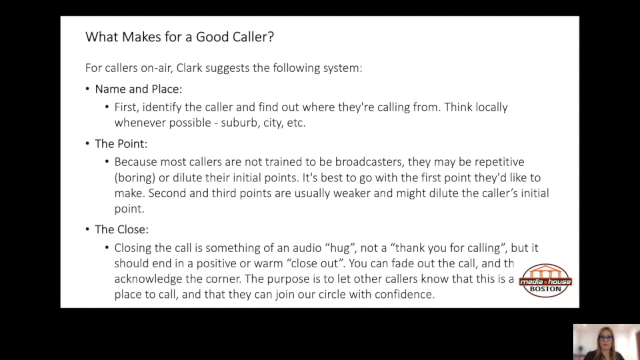 What Makes for a Good Caller?
For callers on-air, Clark suggests the following system:
• Name and Place:
• First, identify the caller and find out where they're calling from. Think locally
whenever possible - suburb, city, etc.
• The Point:
• Because most callers are not trained to be broadcasters, they may be repetitive
(boring) or dilute their initial points. It's best to go with the first point they'd like to
make. Second and third points are usually weaker and might dilute the caller's initial
point.
• The Close:
• Closing the call is something of an audio “hug”, not a “thank you for calling”, but it
should end in a positive or warm “close out”. You can fade out the call, and th
acknowledge the corner. The purpose is to let other callers know that this is a
place to call, and that they can join our circle with confidence.
media house
BOSTON